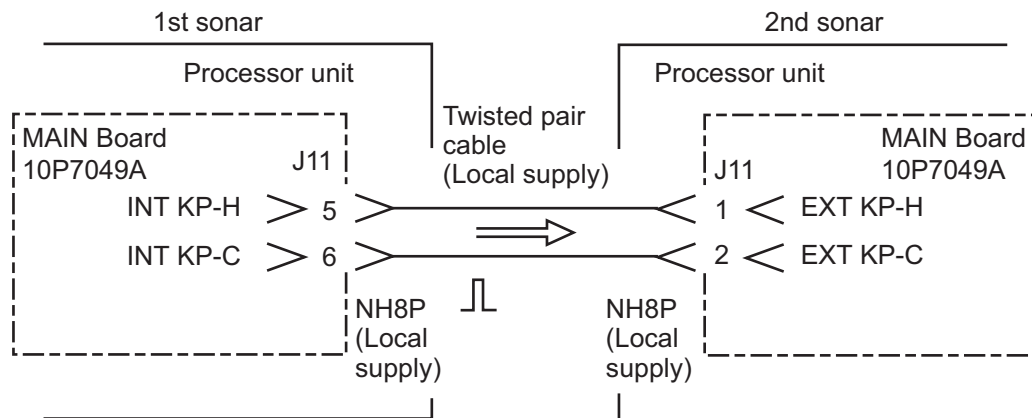 1st sonar
2nd sonar
Processor unit
Processor unit
MAIN Board
10P7049A
J11
Twisted pair
cable
(Local supply)
J11
MAIN Board
10P7049A
INT KP-H
5
1
EXT KP-H
INT KP-C
6
2
EXT KP-C
NH8P
(Local
supply)
NH8P
(Local
supply)